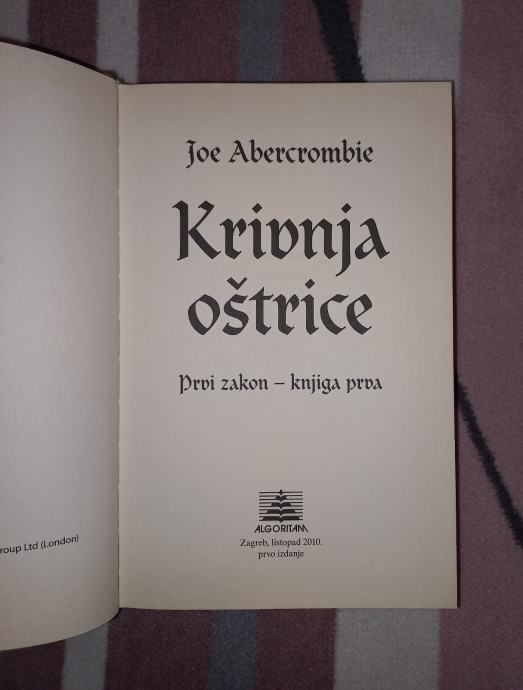 Joe Abercrombie
Krivnja
oštrice
Prvi zakon – knjiga prva
ALGORITAM
Zagreb, listopad 2010.
prvo izdanje
roup Ltd (London)